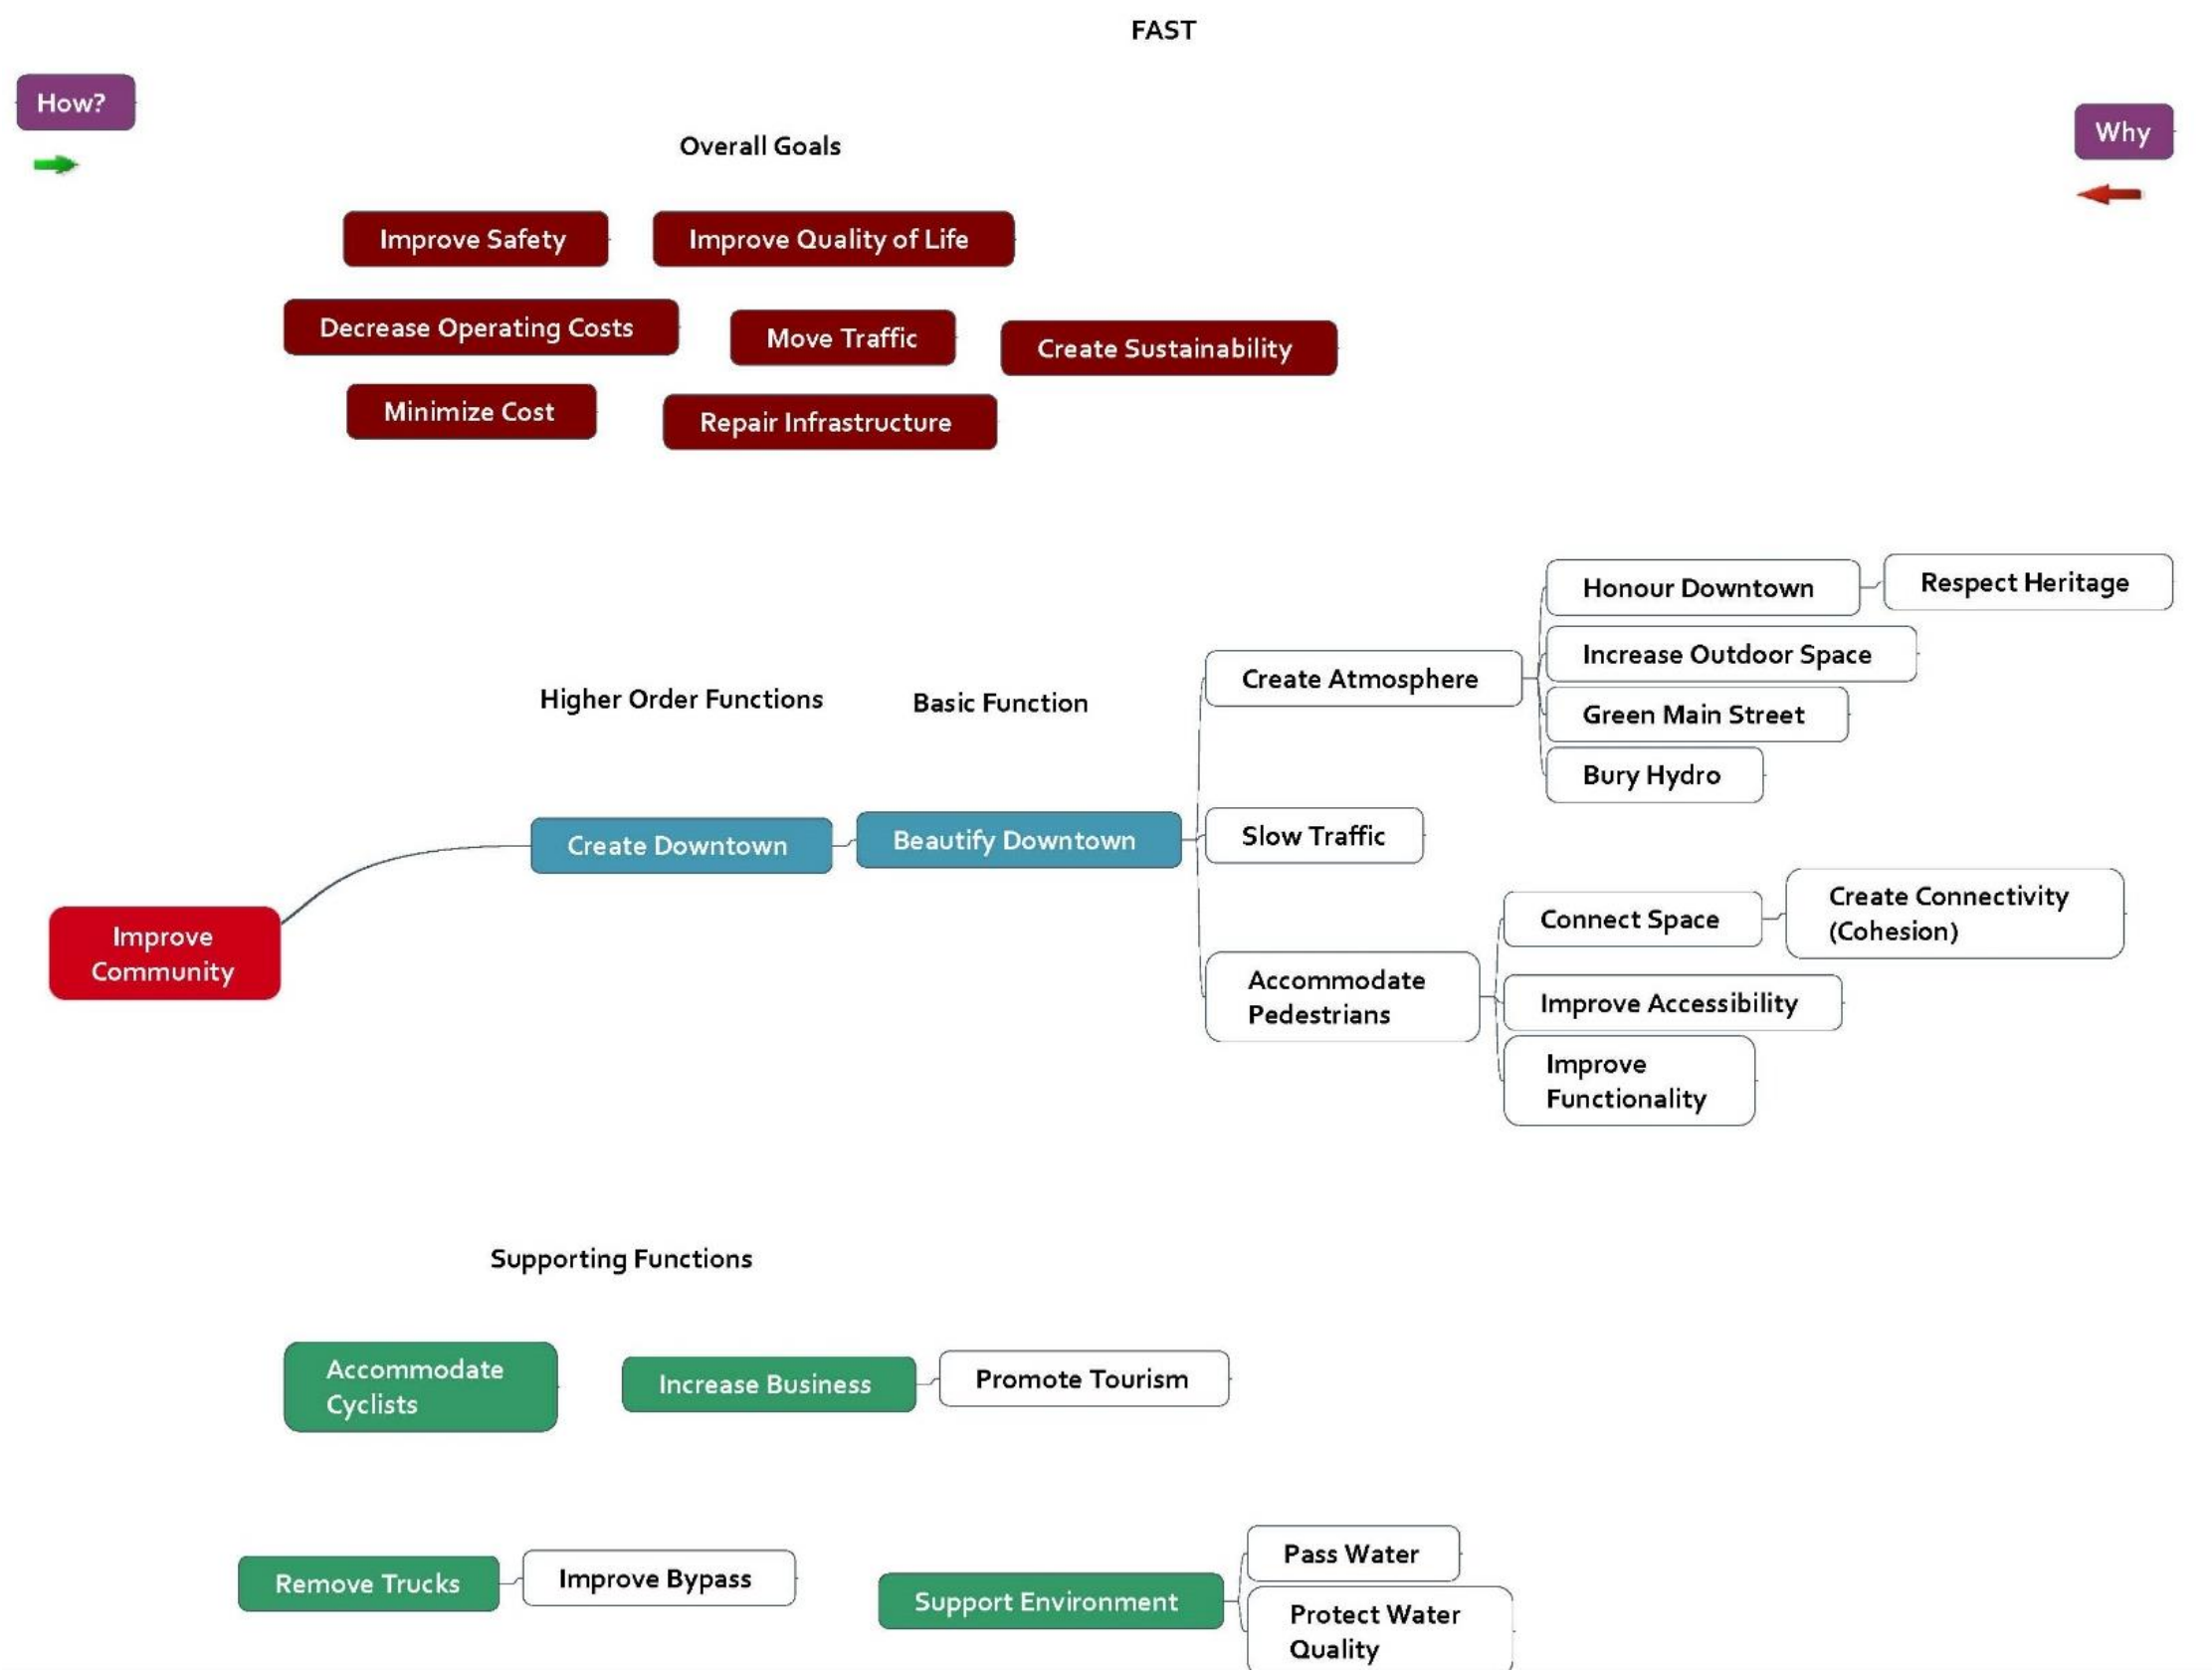 FAST
How?
Why
Overall Goals
Improve Safety
Improve Quality of Life
Decrease Operating Costs
Move Traffic
Create Sustainability
Minimize Cost
Repair Infrastructure
Higher Order Functions
Basic Function
Improve
Community
Create Downtown
Beautify Downtown
Create Atmosphere
Honour Downtown
Respect Heritage
Increase Outdoor Space
Green Main Street
Bury Hydro
Slow Traffic
Accommodate
Pedestrians
Connect Space
Create Connectivity
(Cohesion)
Improve Accessibility
Improve
Functionality
Supporting Functions
Accommodate
Cyclists
Increase Business
Promote Tourism
Remove Trucks
Improve Bypass
Support Environment
Pass Water
Protect Water
Quality